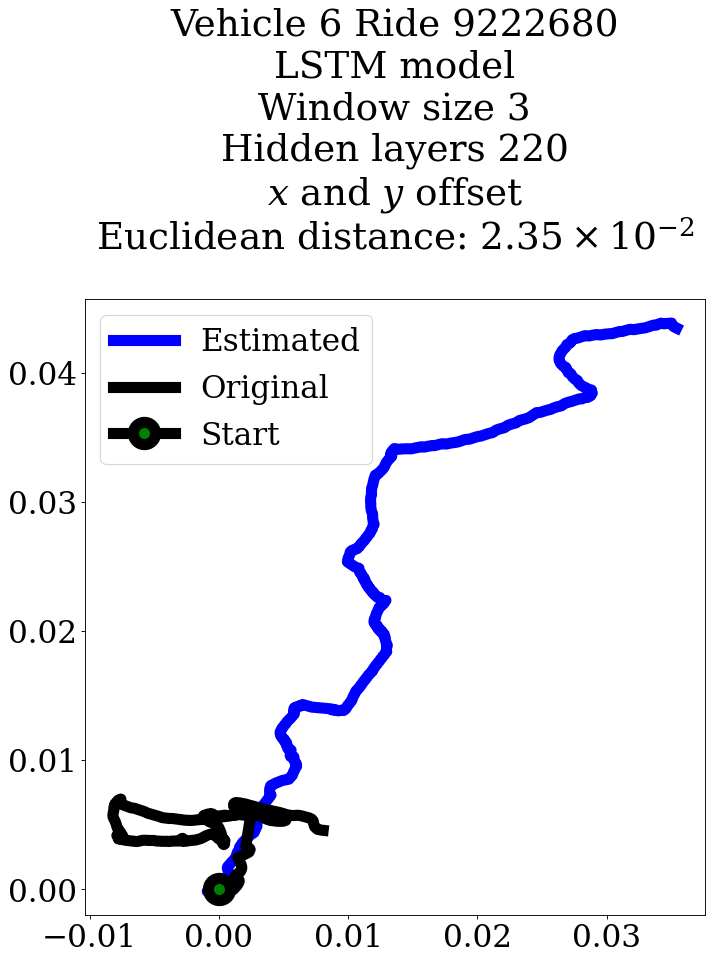 Vehicle 6 Ride 9222680
LSTM model
Window size 3
Hidden layers 220
x and y offset
Euclidean distance: 2.35 × 10⁻²
Estimated
Original
Start
0.04
0.03
0.02
0.01
0.00
−0.01 0.00 0.01 0.02 0.03